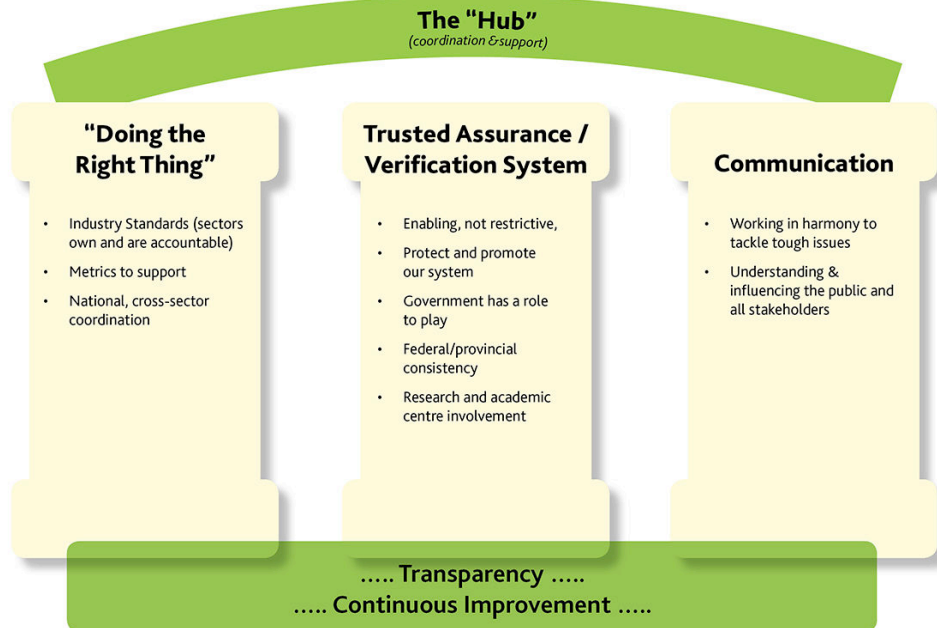 The “Hub”
(coordination &support)
“Doing the
Right Thing”
• Industry Standards (sectors
own and are accountable)
• Metrics to support
• National, cross-sector
coordination
Trusted Assurance /
Verification System
• Enabling, not restrictive,
• Protect and promote
our system
• Government has a role
to play
• Federal/provincial
consistency
• Research and academic
centre involvement
Communication
• Working in harmony to
tackle tough issues
• Understanding &
influencing the public and
all stakeholders
..... Transparency .....
..... Continuous Improvement .....